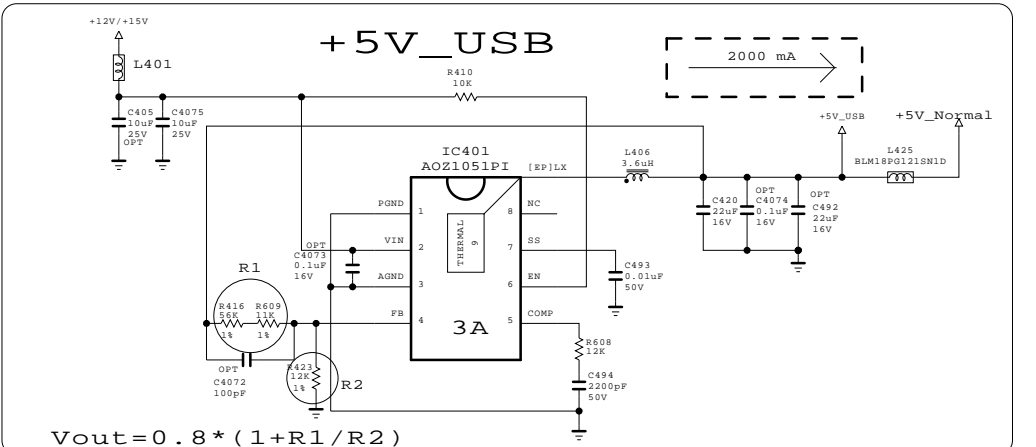 +12V/+15V
+5V_USB
L401
2000 mA
R410
10K
C405
10uF
25V
OPT
C4075
10uF
25V
+5V_USB
+5V_Normal
IC401
AOZ1051PI
[EP]LX
L406
3.6uH
L425
BLM18PG121SN1D
PGND
1
VIN
2
AGND
3
FB
4
THERMAL
9
3A
8
NC
7
SS
6
EN
5
COMP
C420
22uF
16V
OPT
C4074
0.1uF
16V
OPT
C492
22uF
16V
OPT
C4073
0.1uF
16V
C493
0.01uF
50V
R1
R416
56K
1%
R609
11K
1%
OPT
C4072
100pF
R423
12K
1%
R2
R608
12K
C494
2200pF
50V
Vout=0.8*(1+R1/R2)